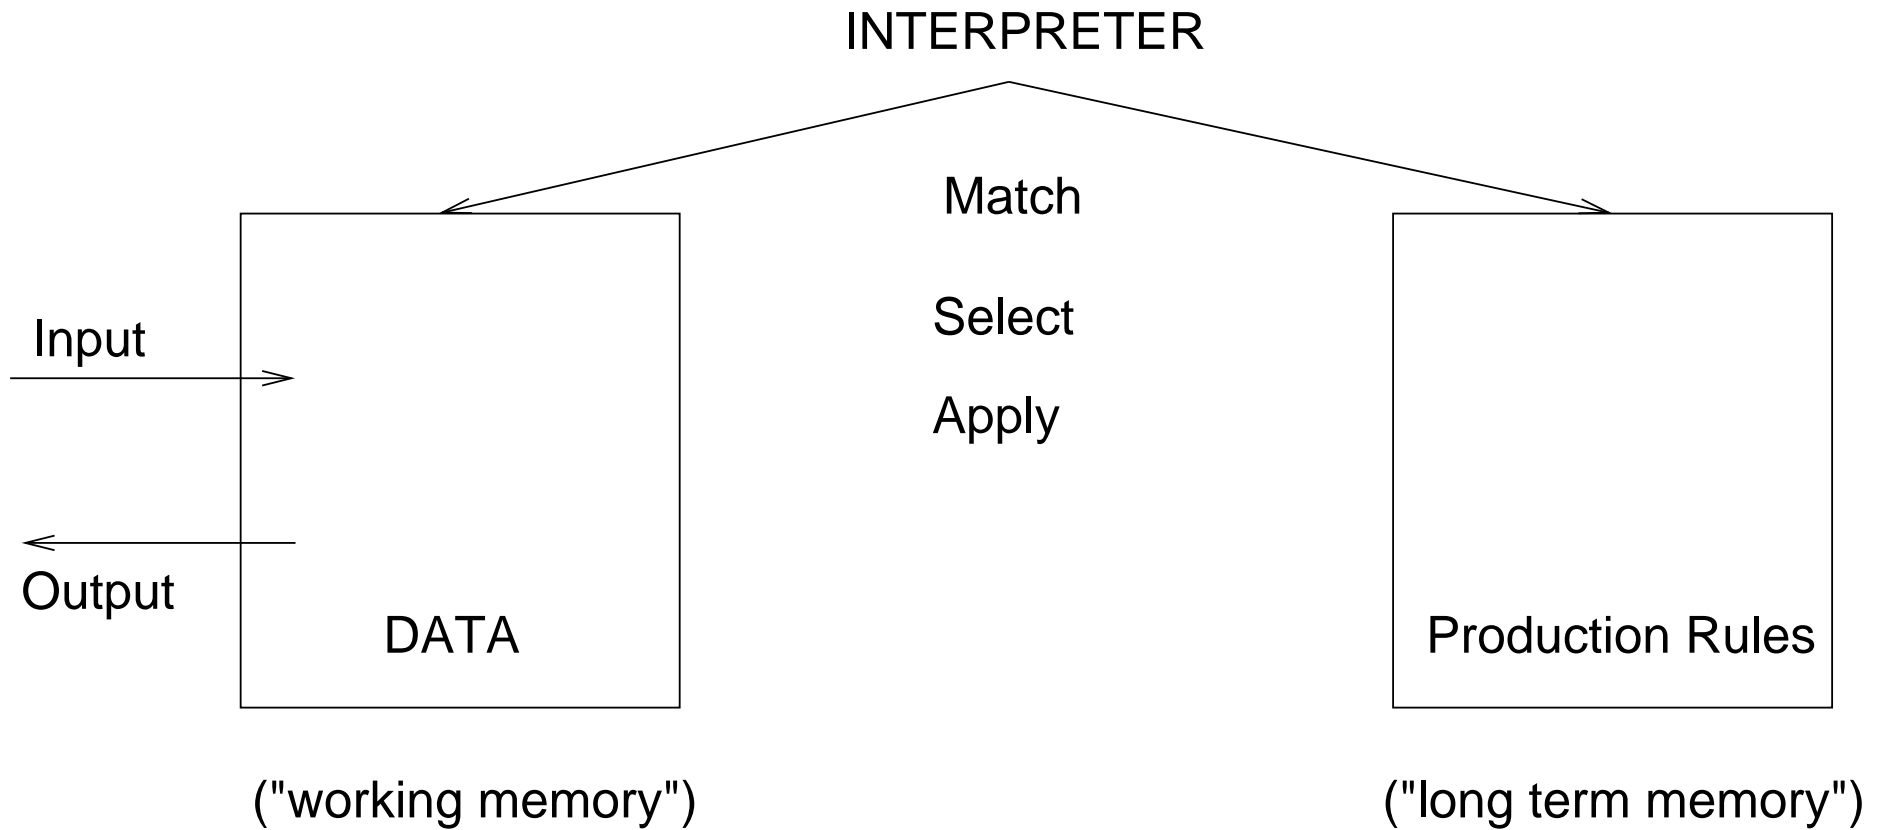 INTERPRETER
Match
Select
Apply
Input
Output
DATA
Production Rules
("working memory")
("long term memory")